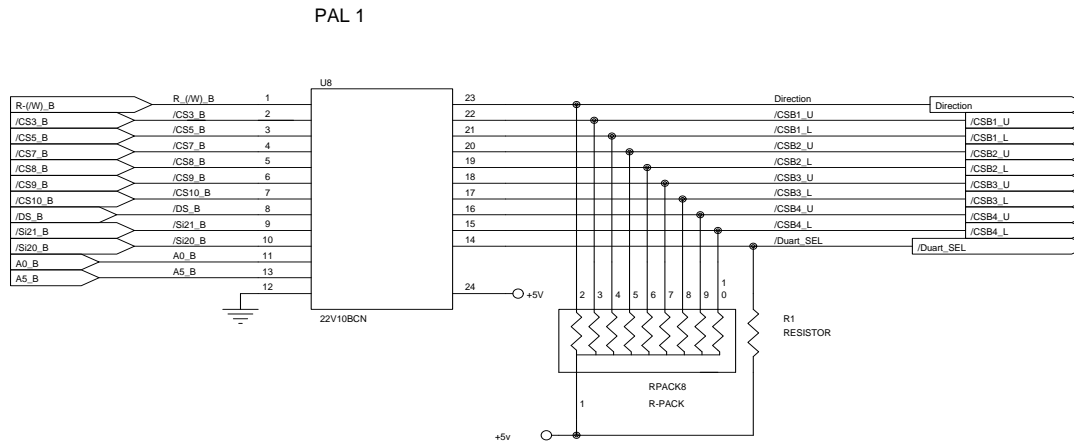 PAL 1
U8
R-(/W)_B R_(/W)_B 1 23 Direction Direction
/CS3_B /CS3_B 2 22 /CSB1_U /CSB1_U
/CS5_B /CS5_B 3 21 /CSB1_L /CSB1_L
/CS7_B /CS7_B 4 20 /CSB2_U /CSB2_U
/CS8_B /CS8_B 5 19 /CSB2_L /CSB2_L
/CS9_B /CS9_B 6 18 /CSB3_U /CSB3_U
/CS10_B /CS10_B 7 17 /CSB3_L /CSB3_L
/DS_B /DS_B 8 16 /CSB4_U /CSB4_U
/Si21_B /Si21_B 9 15 /CSB4_L /CSB4_L
/Si20_B /Si20_B 10 14 /Duart_SEL /Duart_SEL
A0_B A0_B 11
A5_B A5_B 13
12 24 +5V
2 3 4 5 6 7 8 9 10
22V10BCN
R1
RESISTOR
RPACK8
1 R-PACK
+5v